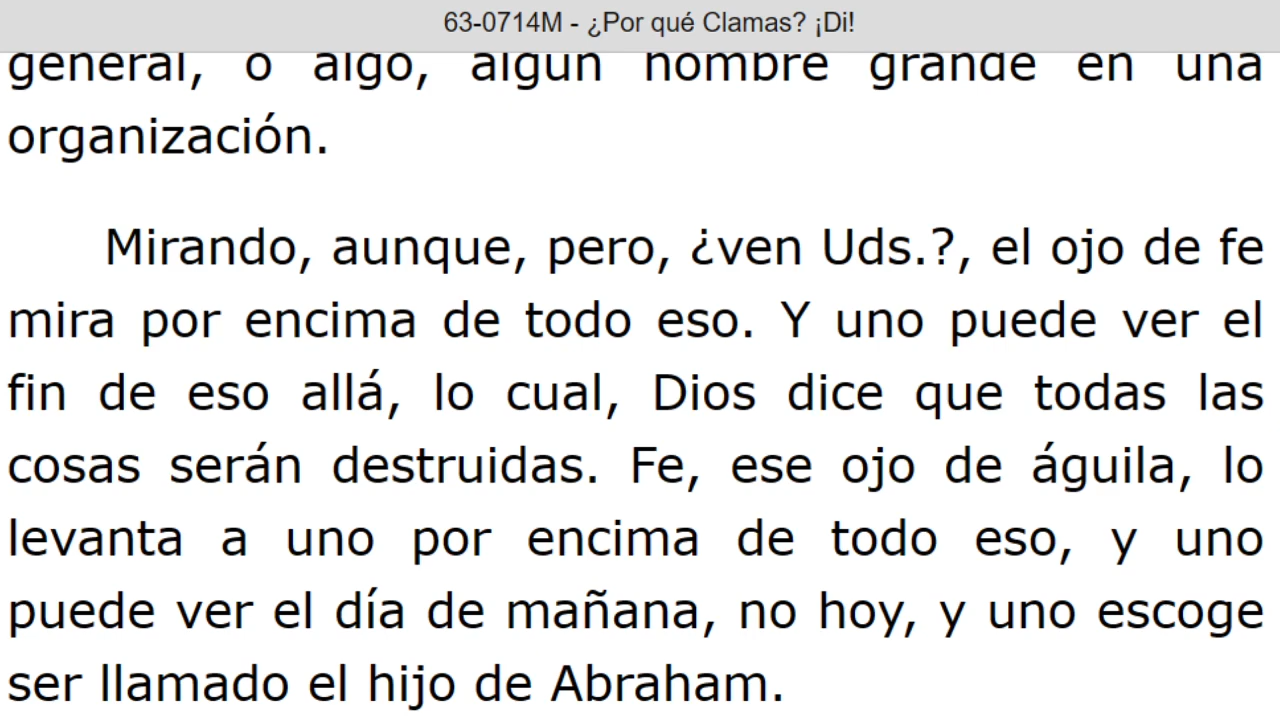 63-0714M - ¿Por qué Clamas? ¡Di!
general, o algo, algún hombre grande en una
organización.
Mirando, aunque, pero, ¿ven Uds.?, el ojo de fe
mira por encima de todo eso. Y uno puede ver el
fin de eso allá, lo cual, Dios dice que todas las
cosas serán destruidas. Fe, ese ojo de águila, lo
levanta a uno por encima de todo eso, y uno
puede ver el día de mañana, no hoy, y uno escoge
ser llamado el hijo de Abraham.